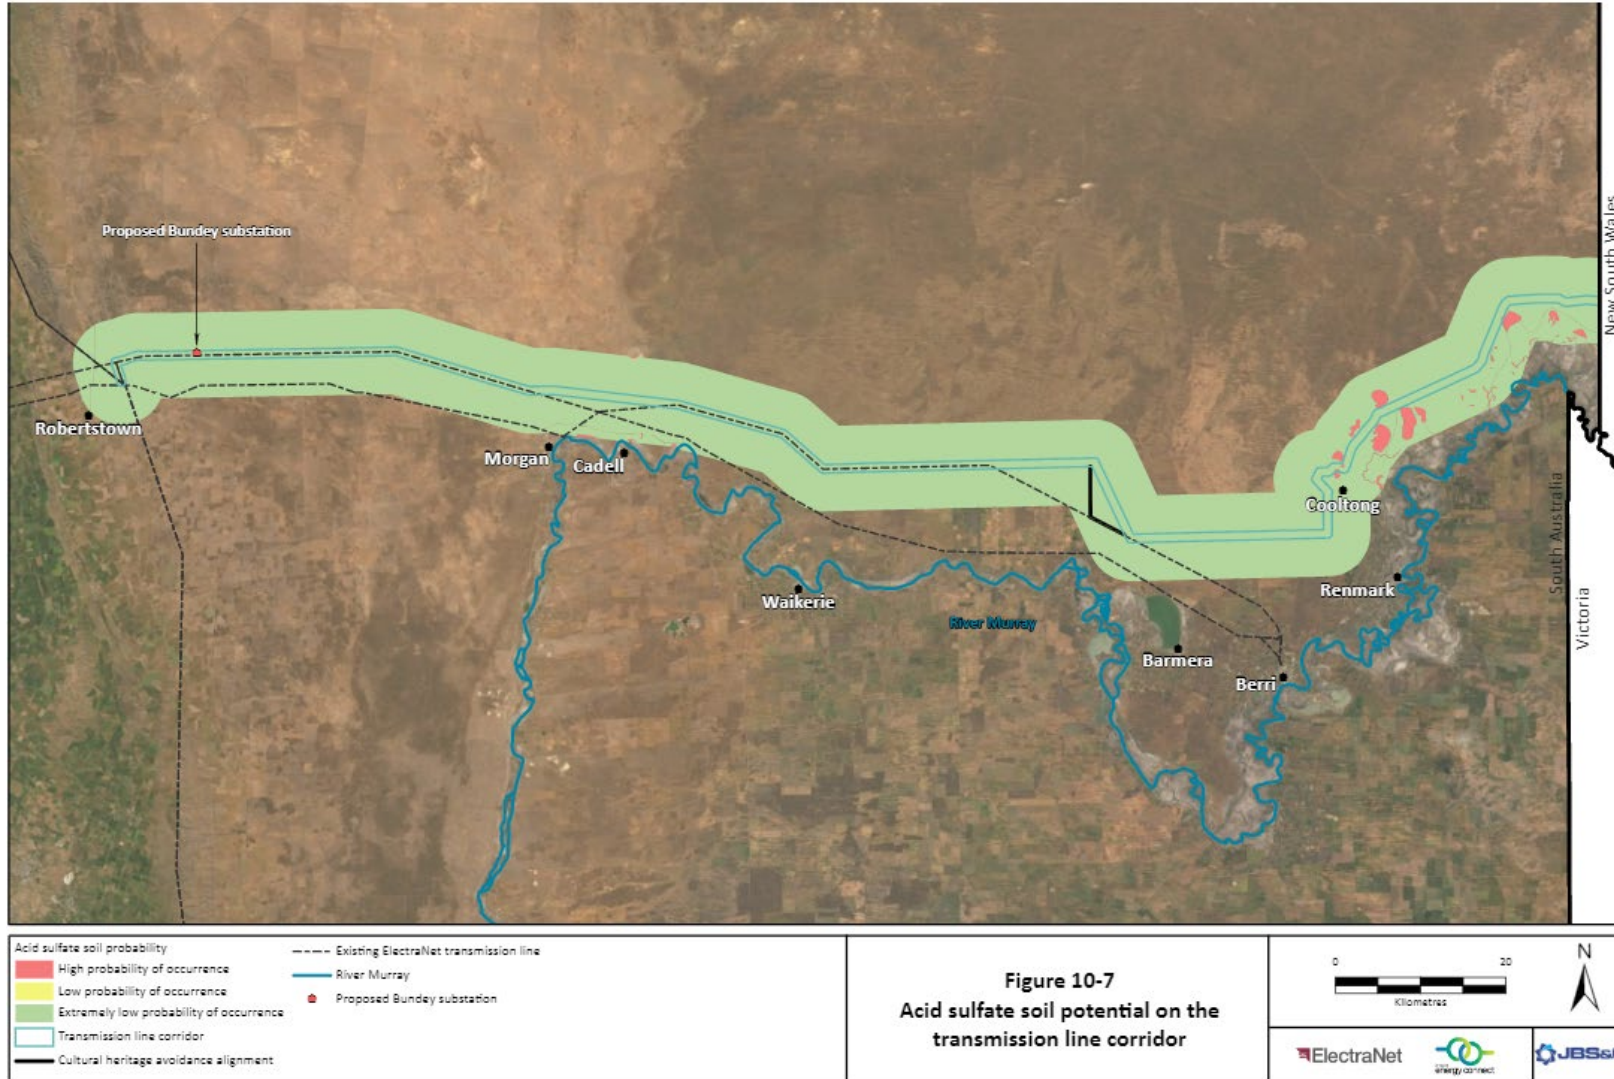 New South Wales
Proposed Bundey substation
Robertstown
Morgan
Cadell
Cooltong
South Australia
Renmark
Waikerie
River Murray
Victoria
Barmera
Berri
Acid sulfate soil probability
High probability of occurrence
Low probability of occurrence
Extremely low probability of occurrence
Transmission line corridor
Cultural heritage avoidance alignment
Existing ElectraNet transmission line
River Murray
Proposed Bundey substation
Figure 10-7
Acid sulfate soil potential on the
transmission line corridor
0 20
Kilometres
N
ElectraNet
energy connect
JBS&